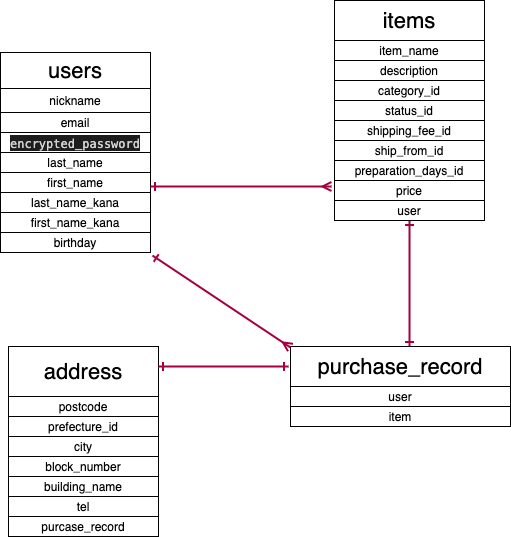 users
nickname
email
encrypted_password
last_name
first_name
last_name_kana
first_name_kana
birthday
items
item_name
description
category_id
status_id
shipping_fee_id
ship_from_id
preparation_days_id
price
user
address
postcode
prefecture_id
city
block_number
building_name
tel
purcase_record
purchase_record
user
item